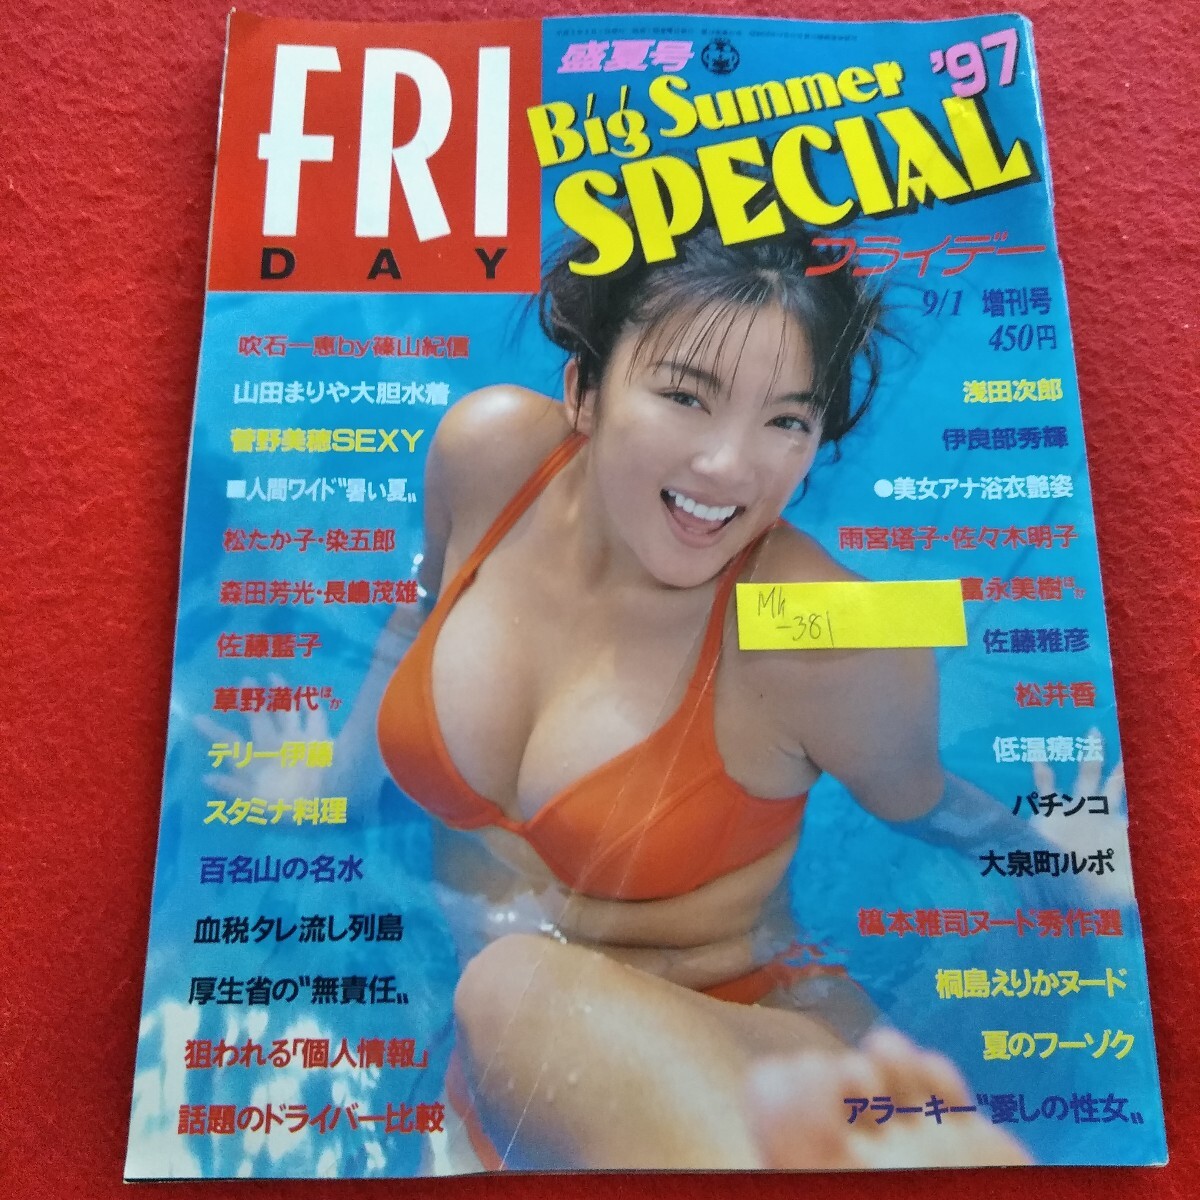 FRI
DAY
盛夏号
'97
Big Summer
SPECIAL
フライデー
9/1 増刊号
450円
吹石一恵by篠山紀信
山田まりや大胆水着
菅野美穂SEXY
■人間ワイド〝暑い夏〟
松たか子・染五郎
森田芳光・長嶋茂雄
佐藤藍子
草野満代ほか
テリー伊藤
スタミナ料理
百名山の名水
血税タレ流し列島
厚生省の〝無責任〟
狙われる「個人情報」
話題のドライバー比較
浅田次郎
伊良部秀輝
●美女アナ浴衣艶姿
雨宮塔子・佐々木明子
富永美樹ほか
佐藤雅彦
松井香
低温療法
パチンコ
大泉町ルポ
橋本雅司ヌード秀作選
桐島えりかヌード
夏のフーゾク
アラーキー〝愛しの性女〟
-381